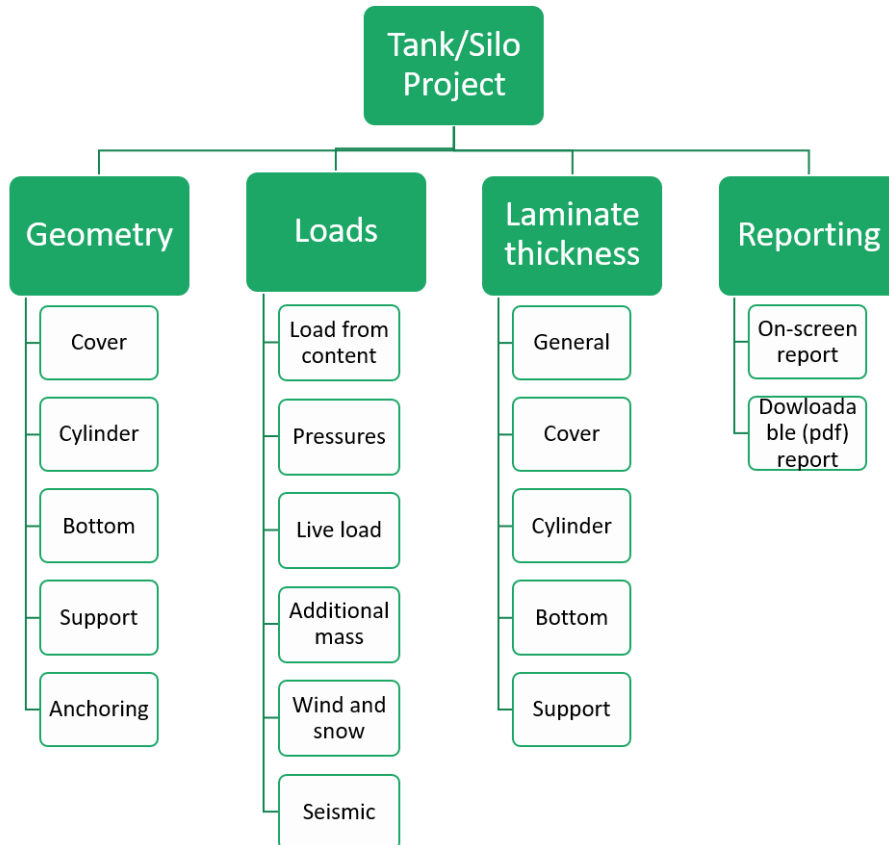 Tank/Silo
Project
Geometry
Cover
Cylinder
Bottom
Support
Anchoring
Loads
Load from
content
Pressures
Live load
Additional
mass
Wind and
snow
Seismic
Laminate
thickness
General
Cover
Cylinder
Bottom
Support
Reporting
On-screen
report
Dowloada
ble (pdf)
report